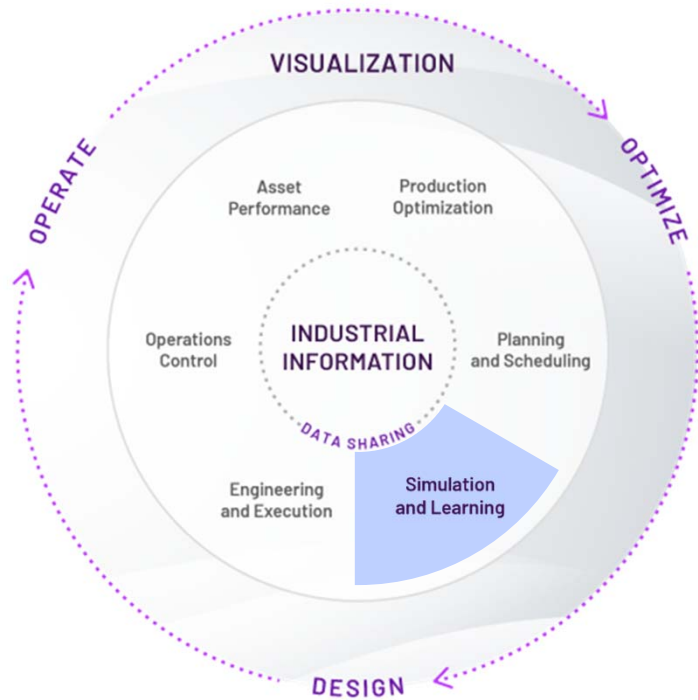 VISUALIZATION
OPERATE
OPTIMIZE
Asset
Performance
Production
Optimization
Operations
Control
INDUSTRIAL
INFORMATION
Planning
and Scheduling
DATA SHARING
Engineering
and Execution
Simulation
and Learning
DESIGN